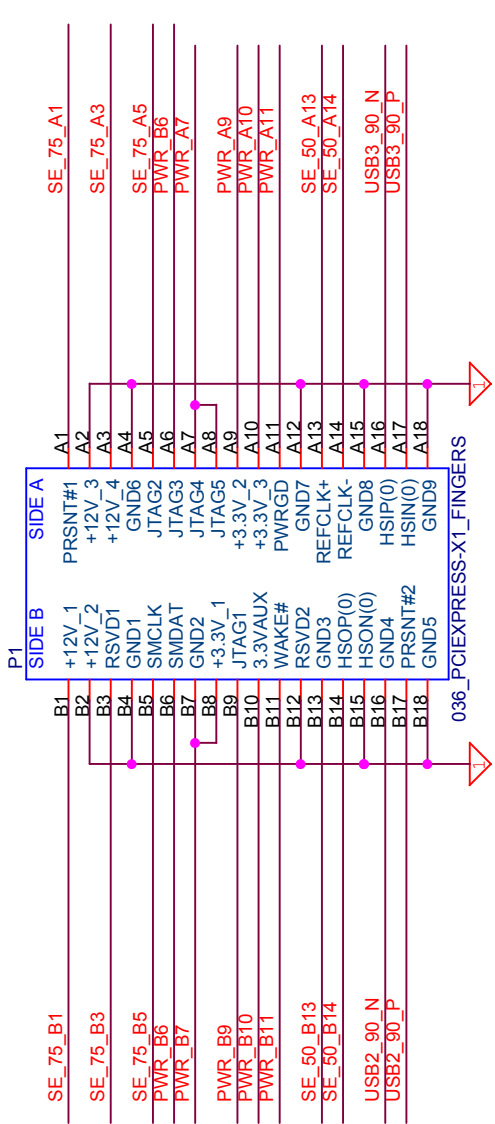 P1
SIDE B SIDE A
SE_75_B1 B1 +12V_1 PRSNT#1 A1 SE_75_A1
B2 +12V_2 +12V_3 A2
SE_75_B3 B3 RSVD1 +12V_4 A3 SE_75_A3
B4 GND1 GND6 A4
SE_75_B5 B5 SMCLK JTAG2 A5 SE_75_A5
PWR_B6 B6 SMDAT JTAG3 A6 PWR_B6
PWR_B7 B7 GND2 JTAG4 A7 PWR_A7
B8 +3.3V_1 JTAG5 A8
PWR_B9 B9 JTAG1 +3.3V_2 A9 PWR_A9
PWR_B10 B10 3.3VAUX +3.3V_3 A10 PWR_A10
PWR_B11 B11 WAKE# PWRGD A11 PWR_A11
B12 RSVD2 GND7 A12
SE_50_B13 B13 GND3 REFCLK+ A13 SE_50_A13
SE_50_B14 B14 HSOP(0) REFCLK- A14 SE_50_A14
B15 HSON(0) GND8 A15
USB2_90_N B16 GND4 HSIP(0) A16 USB3_90_N
USB2_90_P B17 PRSNT#2 HSIN(0) A17 USB3_90_P
B18 GND5 GND9 A18
036_PCIEXPRESS-X1_FINGERS
1 1